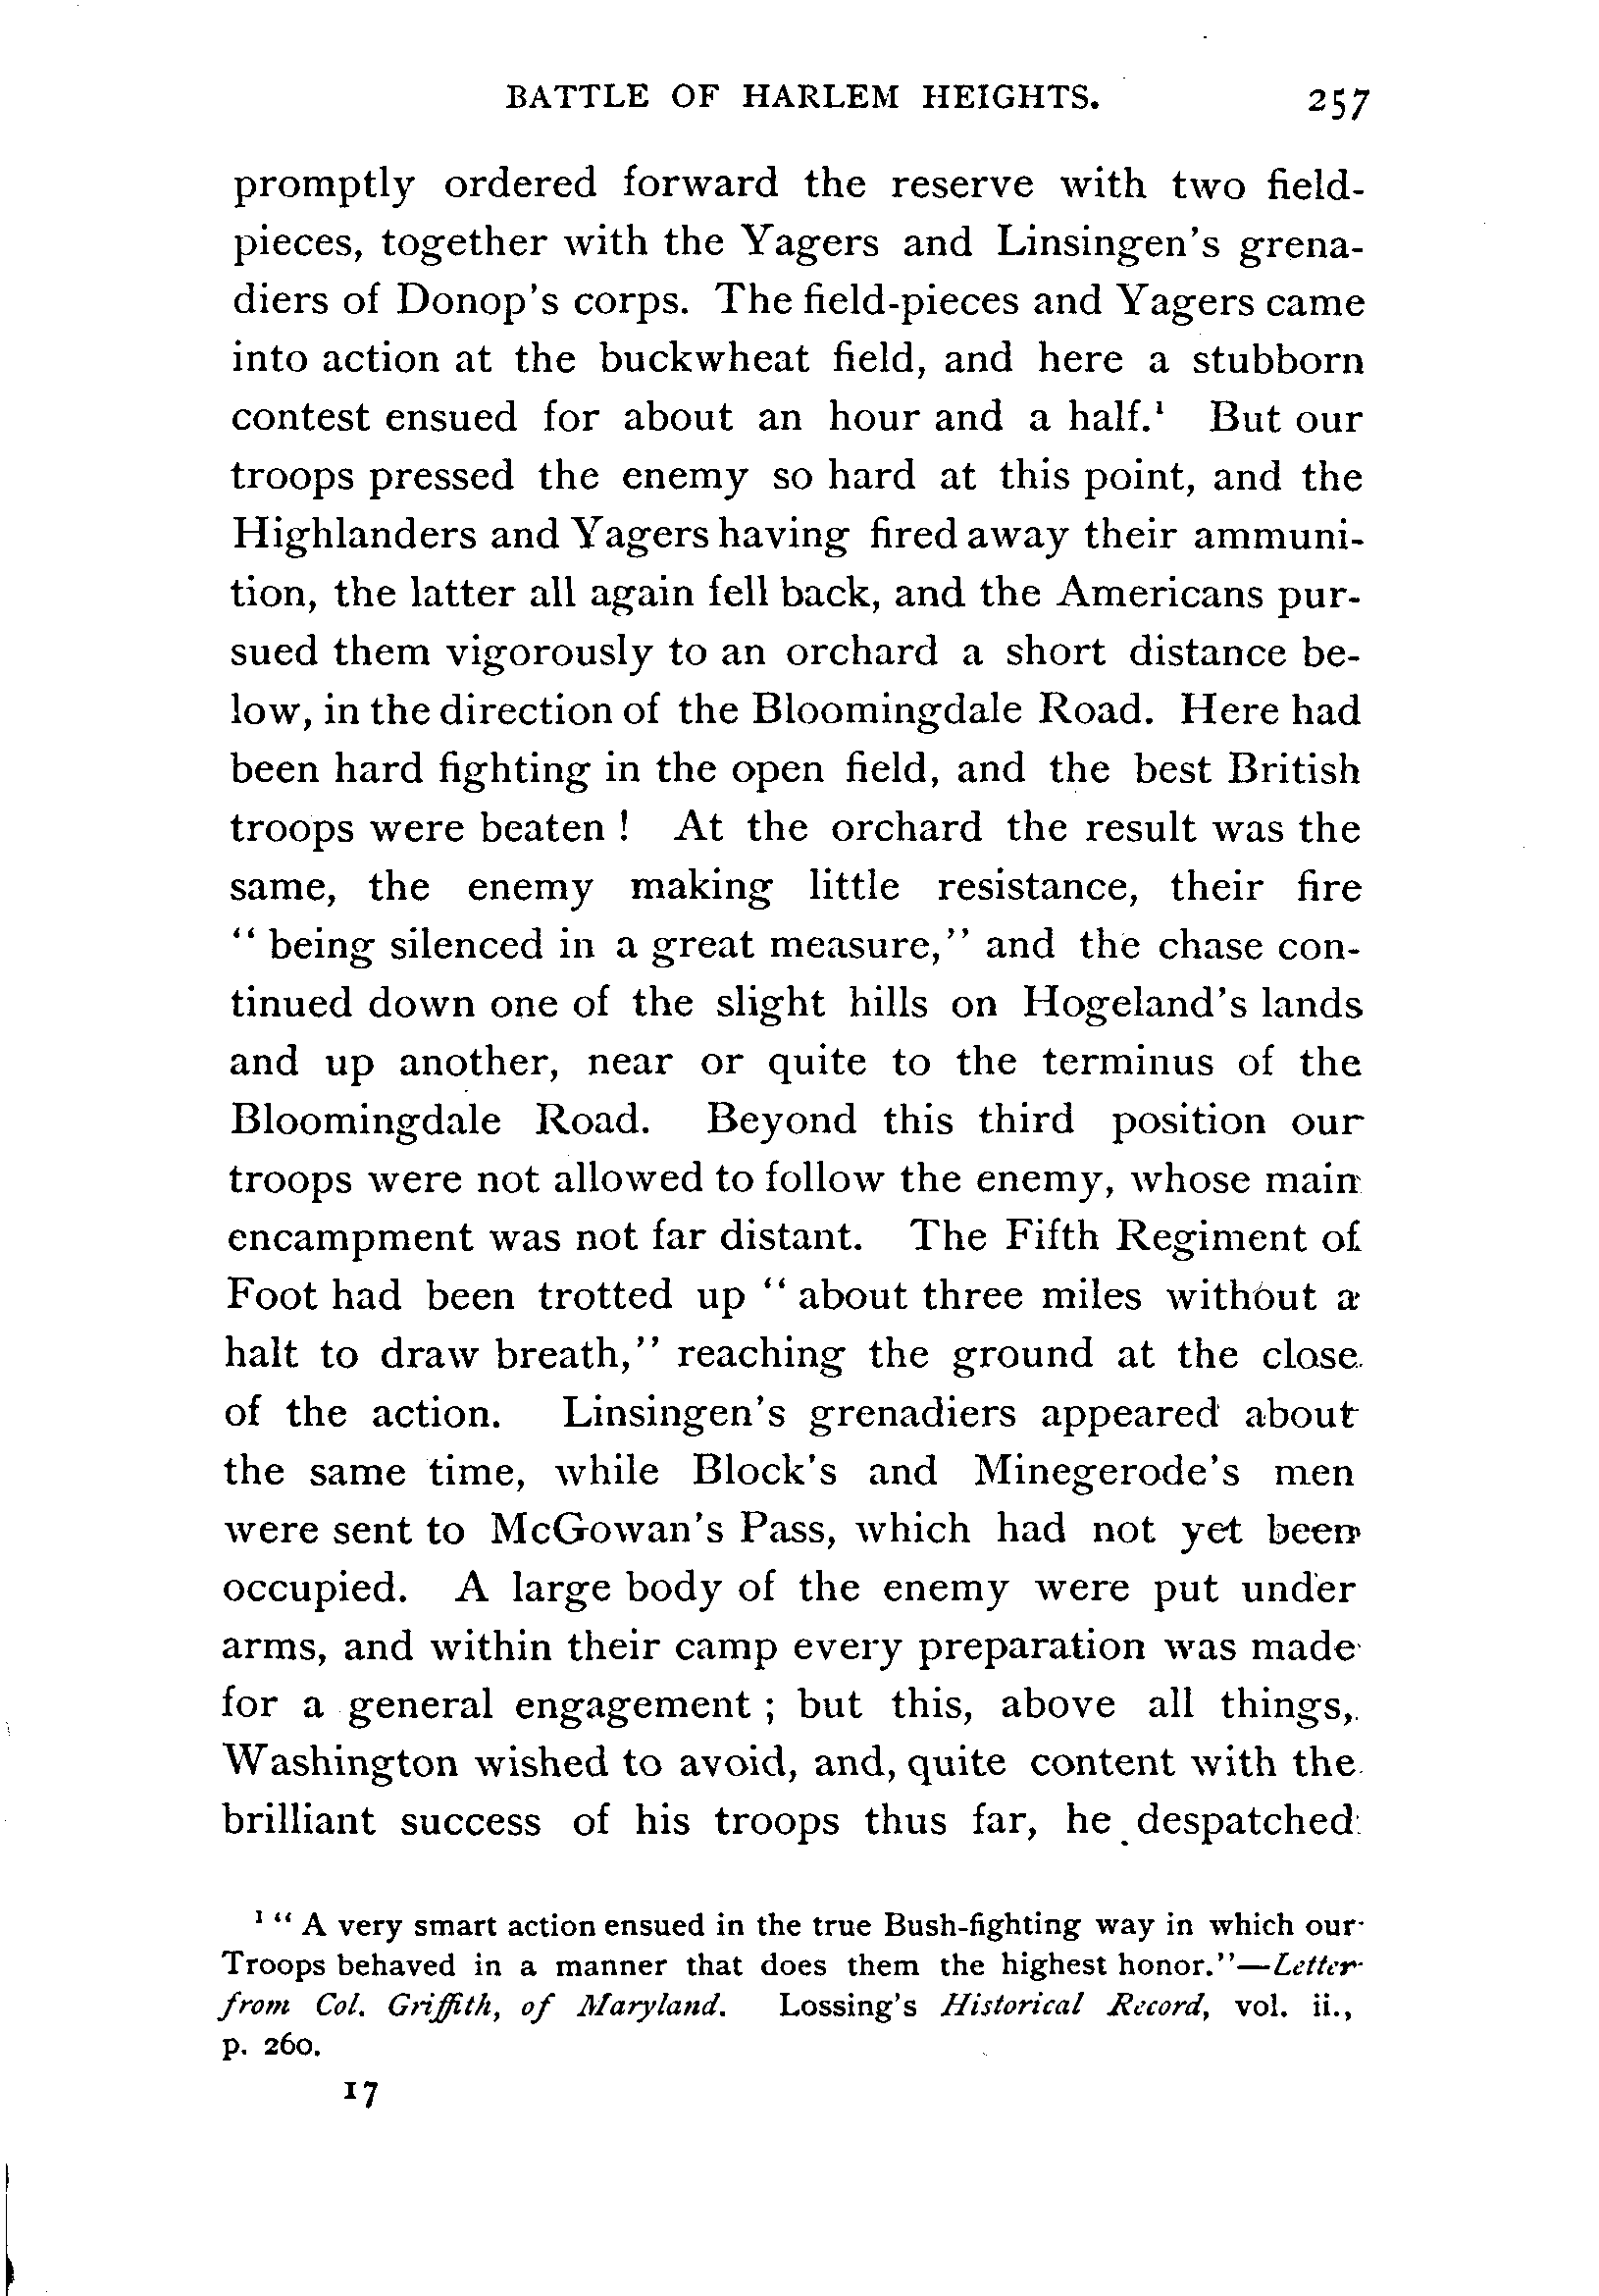 BATTLE OF HARLEM HEIGHTS. 257
promptly ordered forward the reserve with two field-
pieces, together with the Yagers and Linsingen's grena-
diers of Donop's corps. The field-pieces and Yagers came
into action at the buckwheat field, and here a stubborn
contest ensued for about an hour and a half.¹ But our
troops pressed the enemy so hard at this point, and the
Highlanders and Yagers having fired away their ammuni-
tion, the latter all again fell back, and the Americans pur-
sued them vigorously to an orchard a short distance be-
low, in the direction of the Bloomingdale Road. Here had
been hard fighting in the open field, and the best British
troops were beaten ! At the orchard the result was the
same, the enemy making little resistance, their fire
“ being silenced in a great measure,” and the chase con-
tinued down one of the slight hills on Hogeland's lands
and up another, near or quite to the terminus of the
Bloomingdale Road. Beyond this third position our
troops were not allowed to follow the enemy, whose main
encampment was not far distant. The Fifth Regiment of
Foot had been trotted up “ about three miles without a
halt to draw breath,” reaching the ground at the close
of the action. Linsingen's grenadiers appeared about
the same time, while Block's and Minegerode's men
were sent to McGowan's Pass, which had not yet been
occupied. A large body of the enemy were put under
arms, and within their camp every preparation was made
for a general engagement ; but this, above all things,
Washington wished to avoid, and, quite content with the
brilliant success of his troops thus far, he despatched
¹ “ A very smart action ensued in the true Bush-fighting way in which our
Troops behaved in a manner that does them the highest honor.”—Letter
from Col. Griffith, of Maryland. Lossing's Historical Record, vol. ii.,
p. 260.
17